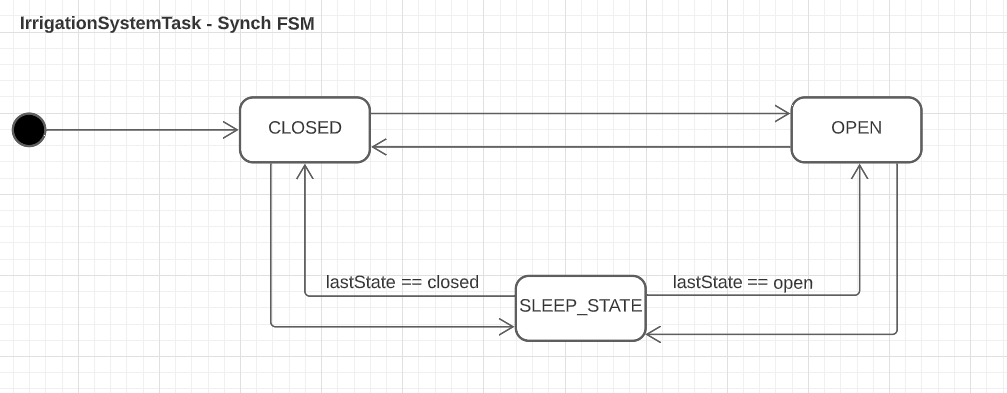 IrrigationSystemTask - Synch FSM
CLOSED
OPEN
lastState == closed
lastState == open
SLEEP_STATE